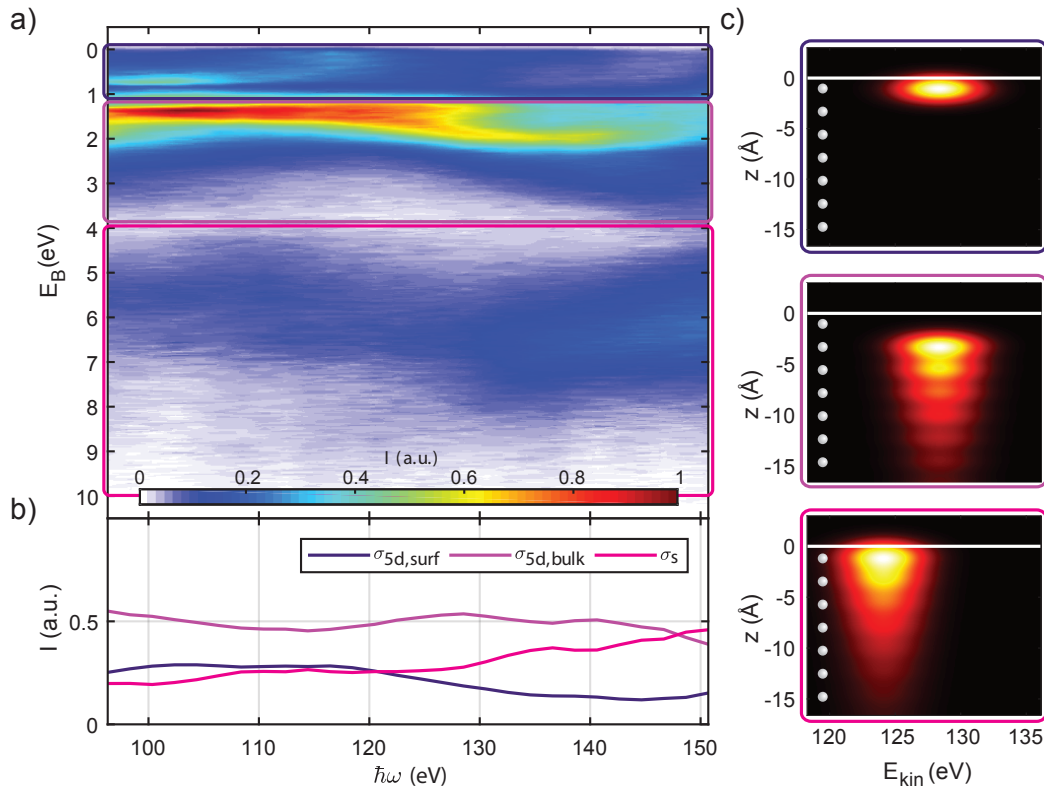 a)
0
1
2
3
4
5
6
7
8
9
10
E_B(eV)
I (a.u.)
0 0.2 0.4 0.6 0.8 1
b)
σ5d,surf σ5d,bulk σs
0.5
0
I (a.u.)
100 110 120 130 140 150
ℏω (eV)
c)
0
-5
-10
-15
z (Å)
0
-5
-10
-15
z (Å)
0
-5
-10
-15
z (Å)
120 125 130 135
E_kin (eV)